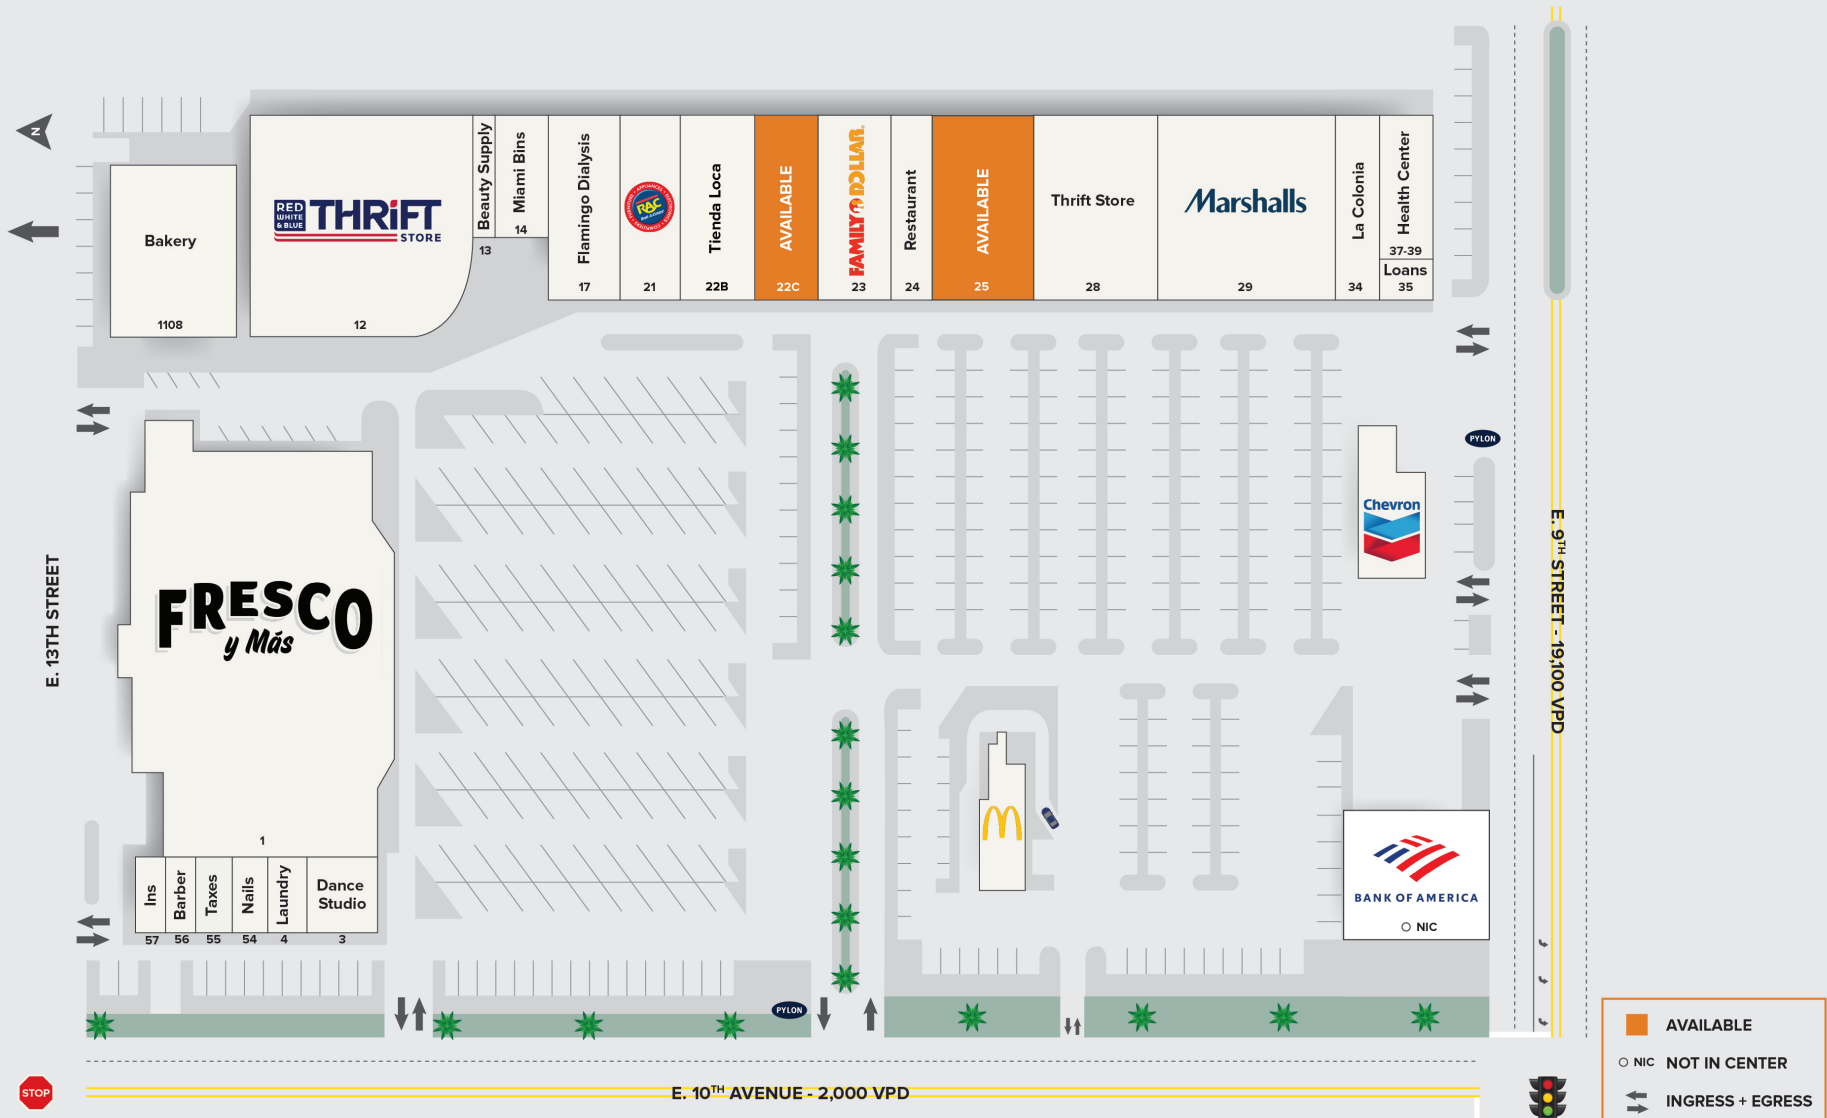 N
Bakery
1108
RED
WHITE
& BLUE
THRiFT
STORE
12
Beauty Supply
13
Miami Bins
14
Flamingo Dialysis
17
RAC
21
Tienda Loca
22B
AVAILABLE
22C
FAMILY DOLLAR
23
Restaurant
24
AVAILABLE
25
Thrift Store
28
Marshalls
29
La Colonia
34
Health Center
37-39
Loans
35
E. 13TH STREET
FRESCO
y Más
1
Ins
57
Barber
56
Taxes
55
Nails
54
Laundry
4
Dance
Studio
3
Chevron
PYLON
E. 9TH STREET - 19,100 VPD
BANK OF AMERICA
NIC
PYLON
STOP
E. 10TH AVENUE - 2,000 VPD
AVAILABLE
NIC NOT IN CENTER
INGRESS + EGRESS